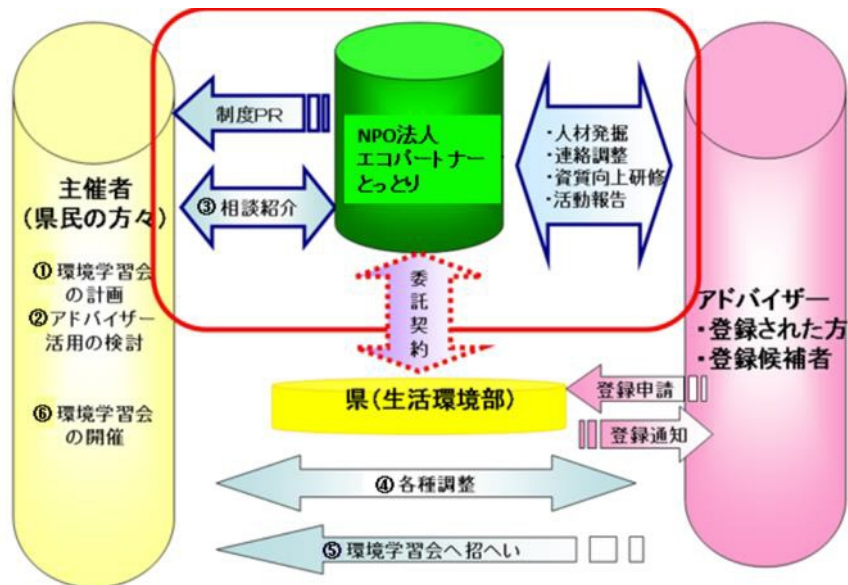 制度PR
③相談紹介
NPO法人
エコパートナー
とっとり
・人材発掘
・連絡調整
・資質向上研修
・活動報告
主催者
(県民の方々)
①環境学習会
の計画
②アドバイザー
活用の検討
⑥環境学習会
の開催
委託契約
県(生活環境部)
アドバイザー
・登録された方
・登録候補者
登録申請
登録通知
④各種調整
⑤環境学習会へ招へい